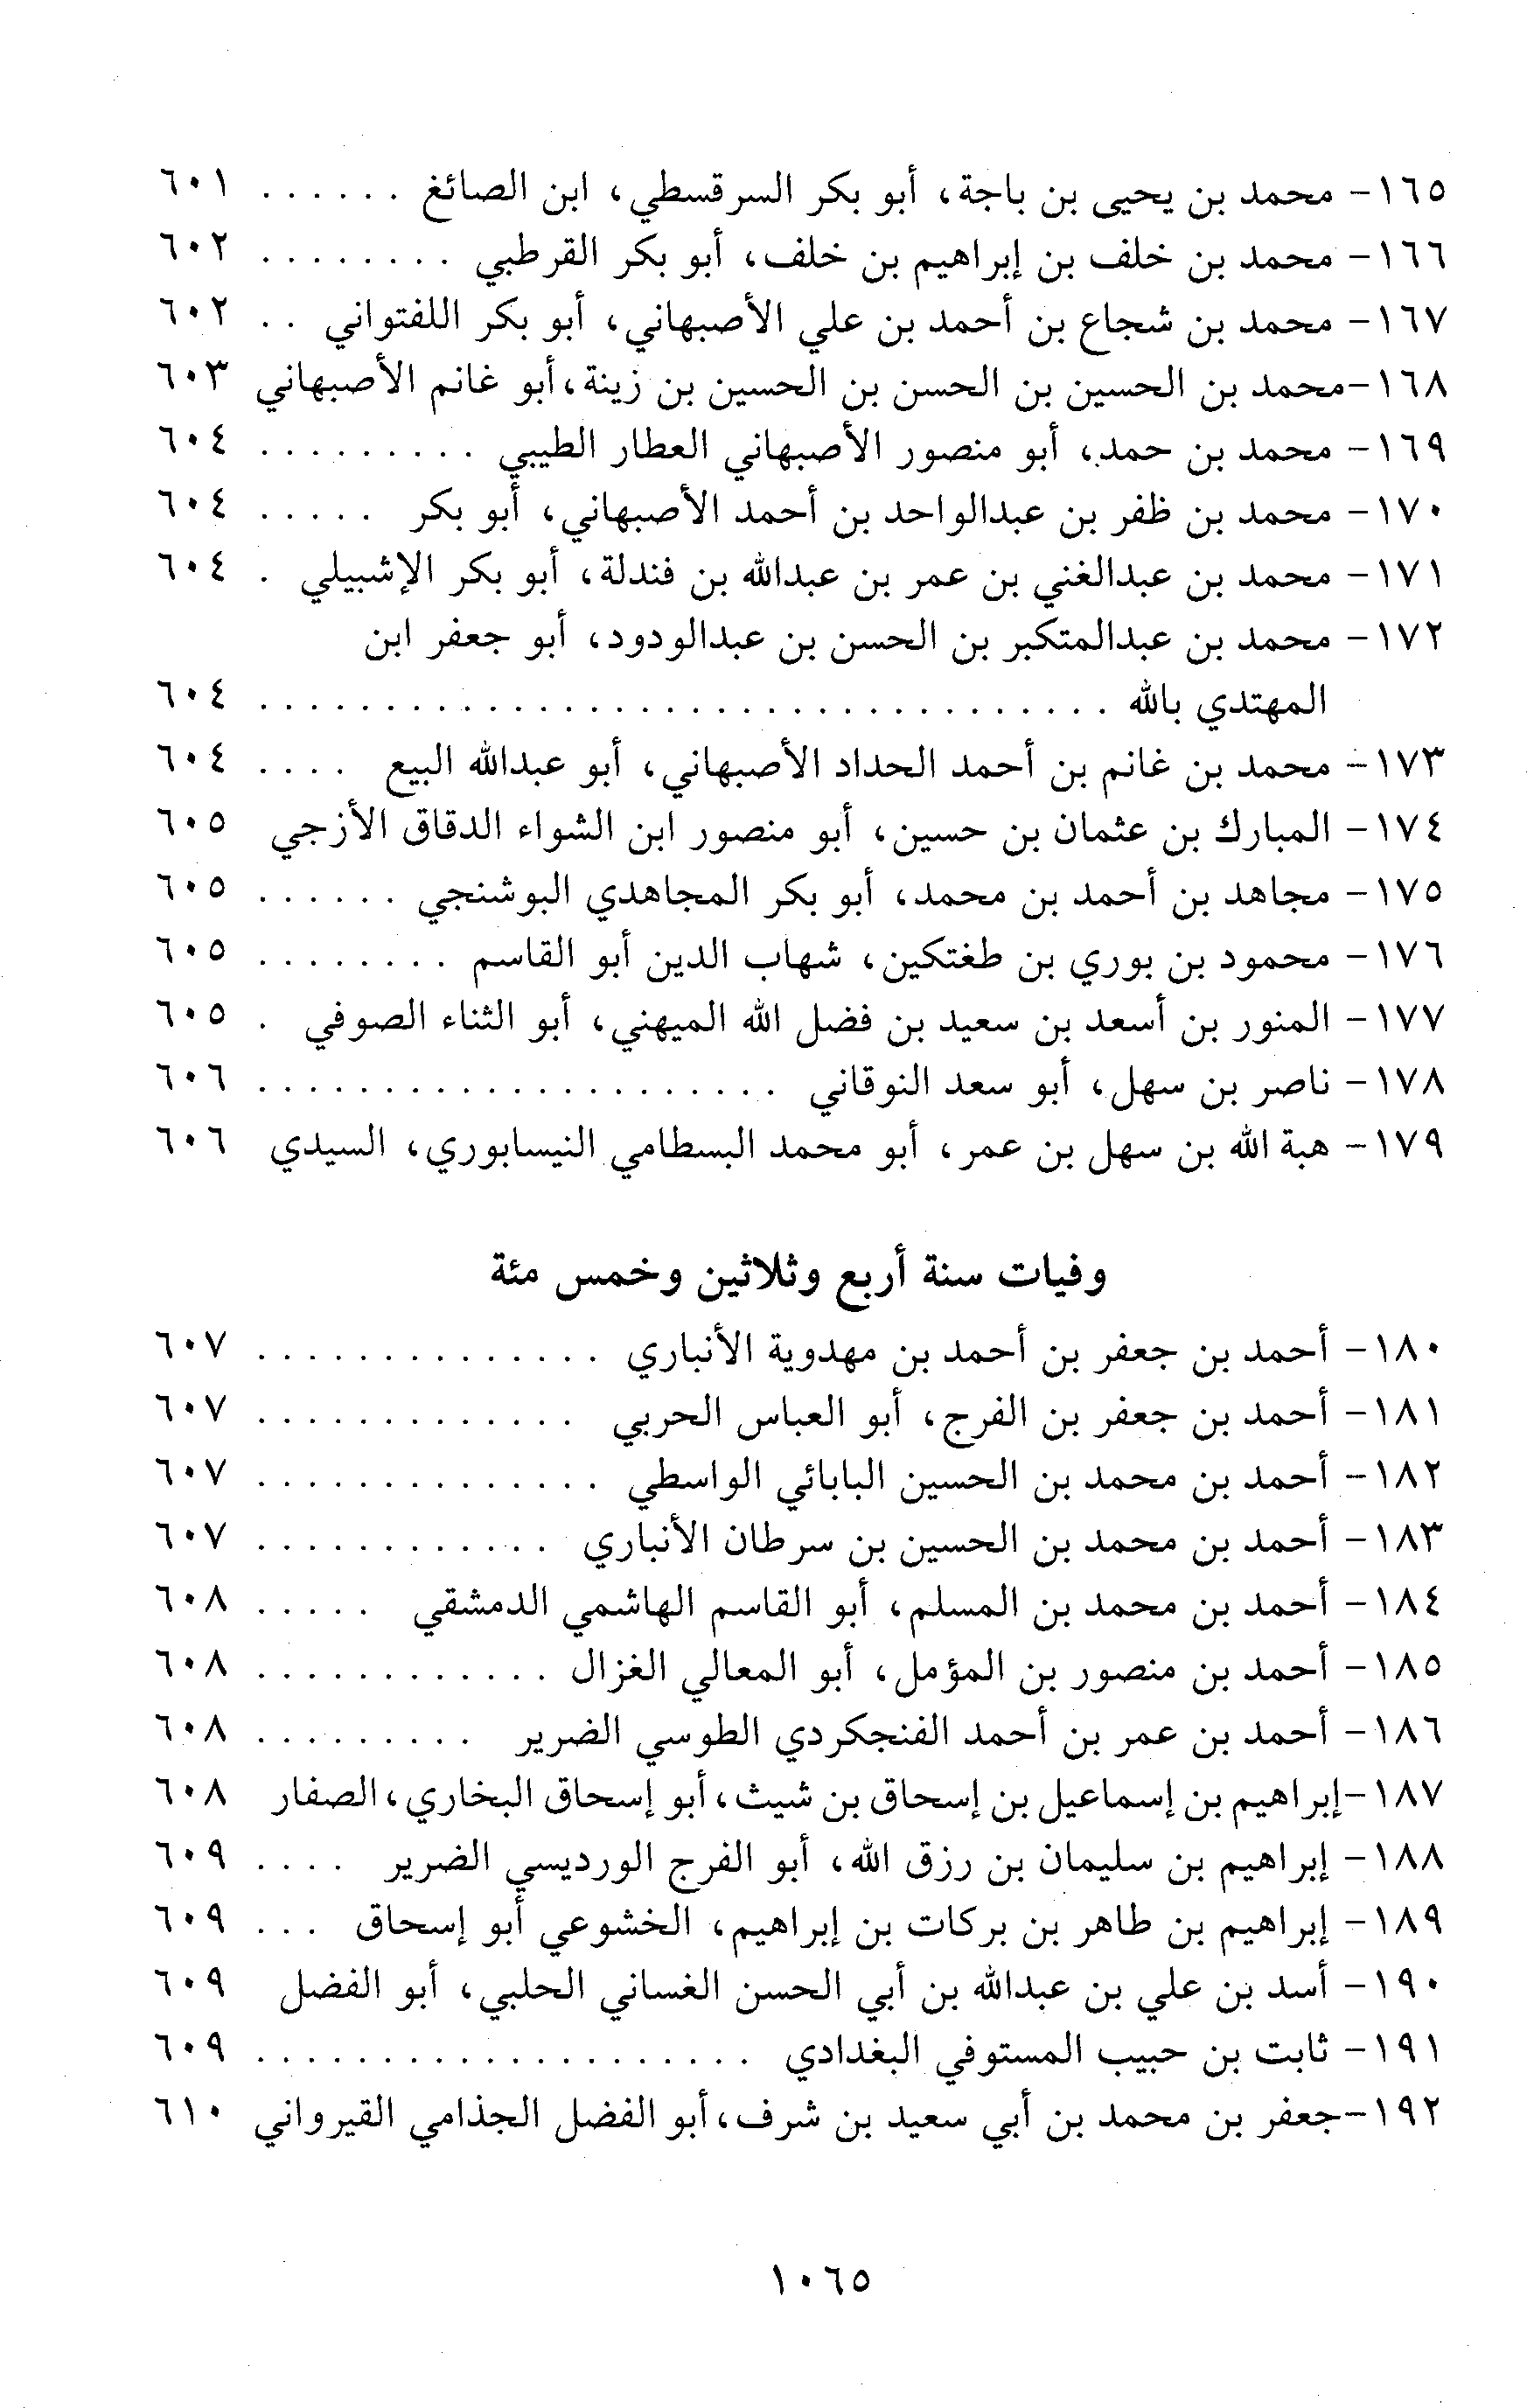 ١٦٥- محمد بن يحيى بن باجة، أبو بكر السرقسطي، ابن الصائغ . . . . . . ٦٠١
١٦٦- محمد بن خلف بن إبراهيم بن خلف، أبو بكر القرطبي . . . . . . . . ٦٠٢
١٦٧- محمد بن شجاع بن أحمد بن علي الأصبهاني، أبو بكر اللفتواني . . ٦٠٢
١٦٨-محمد بن الحسين بن الحسن بن الحسين بن زينة،أبو غانم الأصبهاني ٦٠٣
١٦٩- محمد بن حمد، أبو منصور الأصبهاني العطار الطيبي . . . . . . . . . ٦٠٤
١٧٠- محمد بن ظفر بن عبدالواحد بن أحمد الأصبهاني، أبو بكر . . . . . ٦٠٤
١٧١- محمد بن عبدالغني بن عمر بن عبدالله بن فندلة، أبو بكر الإشبيلي . ٦٠٤
١٧٢- محمد بن عبدالمتكبر بن الحسن بن عبدالودود، أبو جعفر ابن
المهتدي بالله . . . . . . . . . . . . . . . . . . . . . . . . . . . . . . . . . . ٦٠٤
١٧٣- محمد بن غانم بن أحمد الحداد الأصبهاني، أبو عبدالله البيع . . . . ٦٠٤
١٧٤- المبارك بن عثمان بن حسين، أبو منصور ابن الشواء الدقاق الأزجي ٦٠٥
١٧٥- مجاهد بن أحمد بن محمد، أبو بكر المجاهدي البوشنجي . . . . . . ٦٠٥
١٧٦- محمود بن بوري بن طغتكين، شهاب الدين أبو القاسم . . . . . . . . ٦٠٥
١٧٧- المنور بن أسعد بن سعيد بن فضل الله الميهني، أبو الثناء الصوفي . ٦٠٥
١٧٨- ناصر بن سهل، أبو سعد النوقاني . . . . . . . . . . . . . . . . . . . . . ٦٠٦
١٧٩- هبة الله بن سهل بن عمر، أبو محمد البسطامي النيسابوري، السيدي ٦٠٦
وفيات سنة أربع وثلاثين وخمس مئة
١٨٠- أحمد بن جعفر بن أحمد بن مهدوية الأنباري . . . . . . . . . . . . . . ٦٠٧
١٨١- أحمد بن جعفر بن الفرج، أبو العباس الحربي . . . . . . . . . . . . . ٦٠٧
١٨٢- أحمد بن محمد بن الحسين البابائي الواسطي . . . . . . . . . . . . . . ٦٠٧
١٨٣- أحمد بن محمد بن الحسين بن سرطان الأنباري . . . . . . . . . . . . ٦٠٧
١٨٤- أحمد بن محمد بن المسلم، أبو القاسم الهاشمي الدمشقي . . . . . ٦٠٨
١٨٥- أحمد بن منصور بن المؤمل، أبو المعالي الغزال . . . . . . . . . . . . ٦٠٨
١٨٦- أحمد بن عمر بن أحمد الفنجكردي الطوسي الضرير . . . . . . . . . ٦٠٨
١٨٧-إبراهيم بن إسماعيل بن إسحاق بن شيث،أبو إسحاق البخاري،الصفار ٦٠٨
١٨٨- إبراهيم بن سليمان بن رزق الله، أبو الفرج الورديسي الضرير . . . . ٦٠٩
١٨٩- إبراهيم بن طاهر بن بركات بن إبراهيم، الخشوعي أبو إسحاق . . . ٦٠٩
١٩٠- أسد بن علي بن عبدالله بن أبي الحسن الغساني الحلبي، أبو الفضل ٦٠٩
١٩١- ثابت بن حبيب المستوفي البغدادي . . . . . . . . . . . . . . . . . . . . ٦٠٩
١٩٢-جعفر بن محمد بن أبي سعيد بن شرف،أبو الفضل الجذامي القيرواني ٦١٠
١٠٦٥